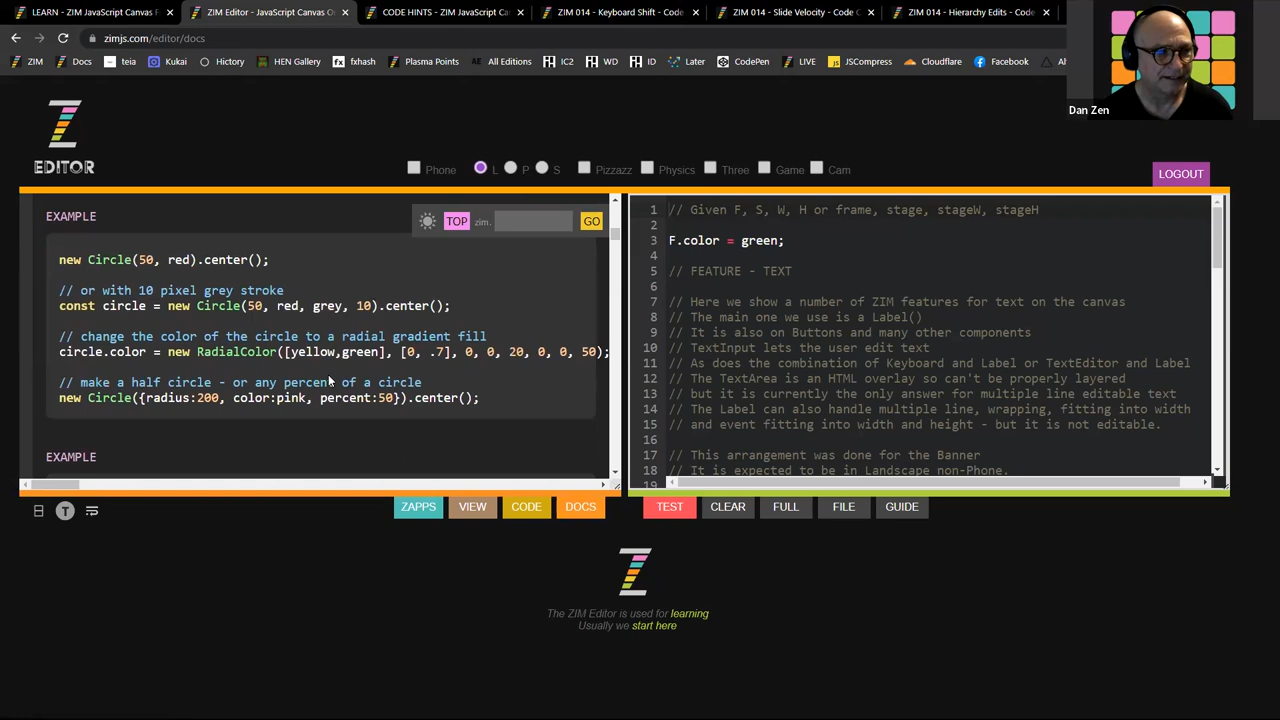 LEARN - ZIM JavaScript Canvas F
ZIM Editor - JavaScript Canvas O
CODE HINTS - ZIM JavaScript Ca
ZIM 014 - Keyboard Shift - Code
ZIM 014 - Slide Velocity - Code C
ZIM 014 - Hierarchy Edits - Code
zimjs.com/editor/docs
ZIM
Docs
teia
Kukai
History
HEN Gallery
fxhash
Plasma Points
All Editions
IC2
WD
ID
Later
CodePen
LIVE
JSCompress
Cloudflare
Facebook
Dan Zen
EDITOR
Phone
L
P
S
Pizzazz
Physics
Three
Game
Cam
LOGOUT
EXAMPLE
TOP
zim.
GO
new Circle(50, red).center();
// or with 10 pixel grey stroke
const circle = new Circle(50, red, grey, 10).center();
// change the color of the circle to a radial gradient fill
circle.color = new RadialColor([yellow,green], [0, .7], 0, 0, 20, 0, 0, 50);
// make a half circle - or any percent of a circle
new Circle({radius:200, color:pink, percent:50}).center();
EXAMPLE
1 // Given F, S, W, H or frame, stage, stageW, stageH
2
3 F.color = green;
4
5 // FEATURE - TEXT
6
7 // Here we show a number of ZIM features for text on the canvas
8 // The main one we use is a Label()
9 // It is also on Buttons and many other components
10 // TextInput lets the user edit text
11 // As does the combination of Keyboard and Label or TextEditor and Label
12 // The TextArea is an HTML overlay so can't be properly layered
13 // but it is currently the only answer for multiple line editable text
14 // The Label can also handle multiple line, wrapping, fitting into width
15 // and event fitting into width and height - but it is not editable.
16
17 // This arrangement was done for the Banner
18 // It is expected to be in Landscape non-Phone.
19
T
ZAPPS
VIEW
CODE
DOCS
TEST
CLEAR
FULL
FILE
GUIDE
The ZIM Editor is used for learning
Usually we start here